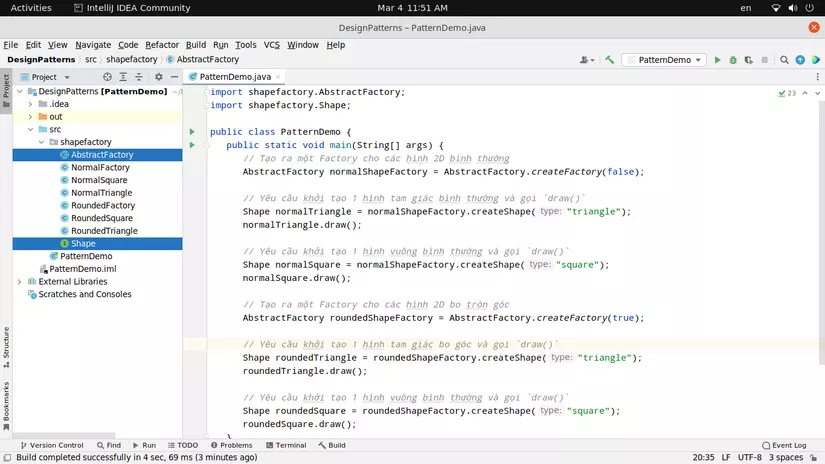 Activities IntelliJ IDEA Community Mar 4 11:51 AM en
DesignPatterns – PatternDemo.java
File Edit View Navigate Code Refactor Build Run Tools VCS Window Help
DesignPatterns src shapefactory AbstractFactory PatternDemo
Project PatternDemo.java
Project
DesignPatterns [PatternDemo]
.idea
out
src
shapefactory
AbstractFactory
NormalFactory
NormalSquare
NormalTriangle
RoundedFactory
RoundedSquare
RoundedTriangle
Shape
PatternDemo
PatternDemo.iml
External Libraries
Scratches and Consoles
Structure
Bookmarks
23
import shapefactory.AbstractFactory;
import shapefactory.Shape;
public class PatternDemo {
public static void main(String[] args) {
// Tạo ra một Factory cho các hình 2D bình thường
AbstractFactory normalShapeFactory = AbstractFactory.createFactory(false);
// Yêu cầu khởi tạo 1 hình tam giác bình thường và gọi `draw()`
Shape normalTriangle = normalShapeFactory.createShape( type: "triangle");
normalTriangle.draw();
// Yêu cầu khởi tạo 1 hình vuông bình thường và gọi `draw()`
Shape normalSquare = normalShapeFactory.createShape( type: "square");
normalSquare.draw();
// Tạo ra một Factory cho các hình 2D bo tròn góc
AbstractFactory roundedShapeFactory = AbstractFactory.createFactory(true);
// Yêu cầu khởi tạo 1 hình tam giác bo góc và gọi `draw()`
Shape roundedTriangle = roundedShapeFactory.createShape( type: "triangle");
roundedTriangle.draw();
// Yêu cầu khởi tạo 1 hình vuông bình thường và gọi `draw()`
Shape roundedSquare = roundedShapeFactory.createShape( type: "square");
roundedSquare.draw();
}
Version Control Find Run TODO Problems Terminal Build Event Log
Build completed successfully in 4 sec, 69 ms (3 minutes ago) 20:35 LF UTF-8 3 spaces